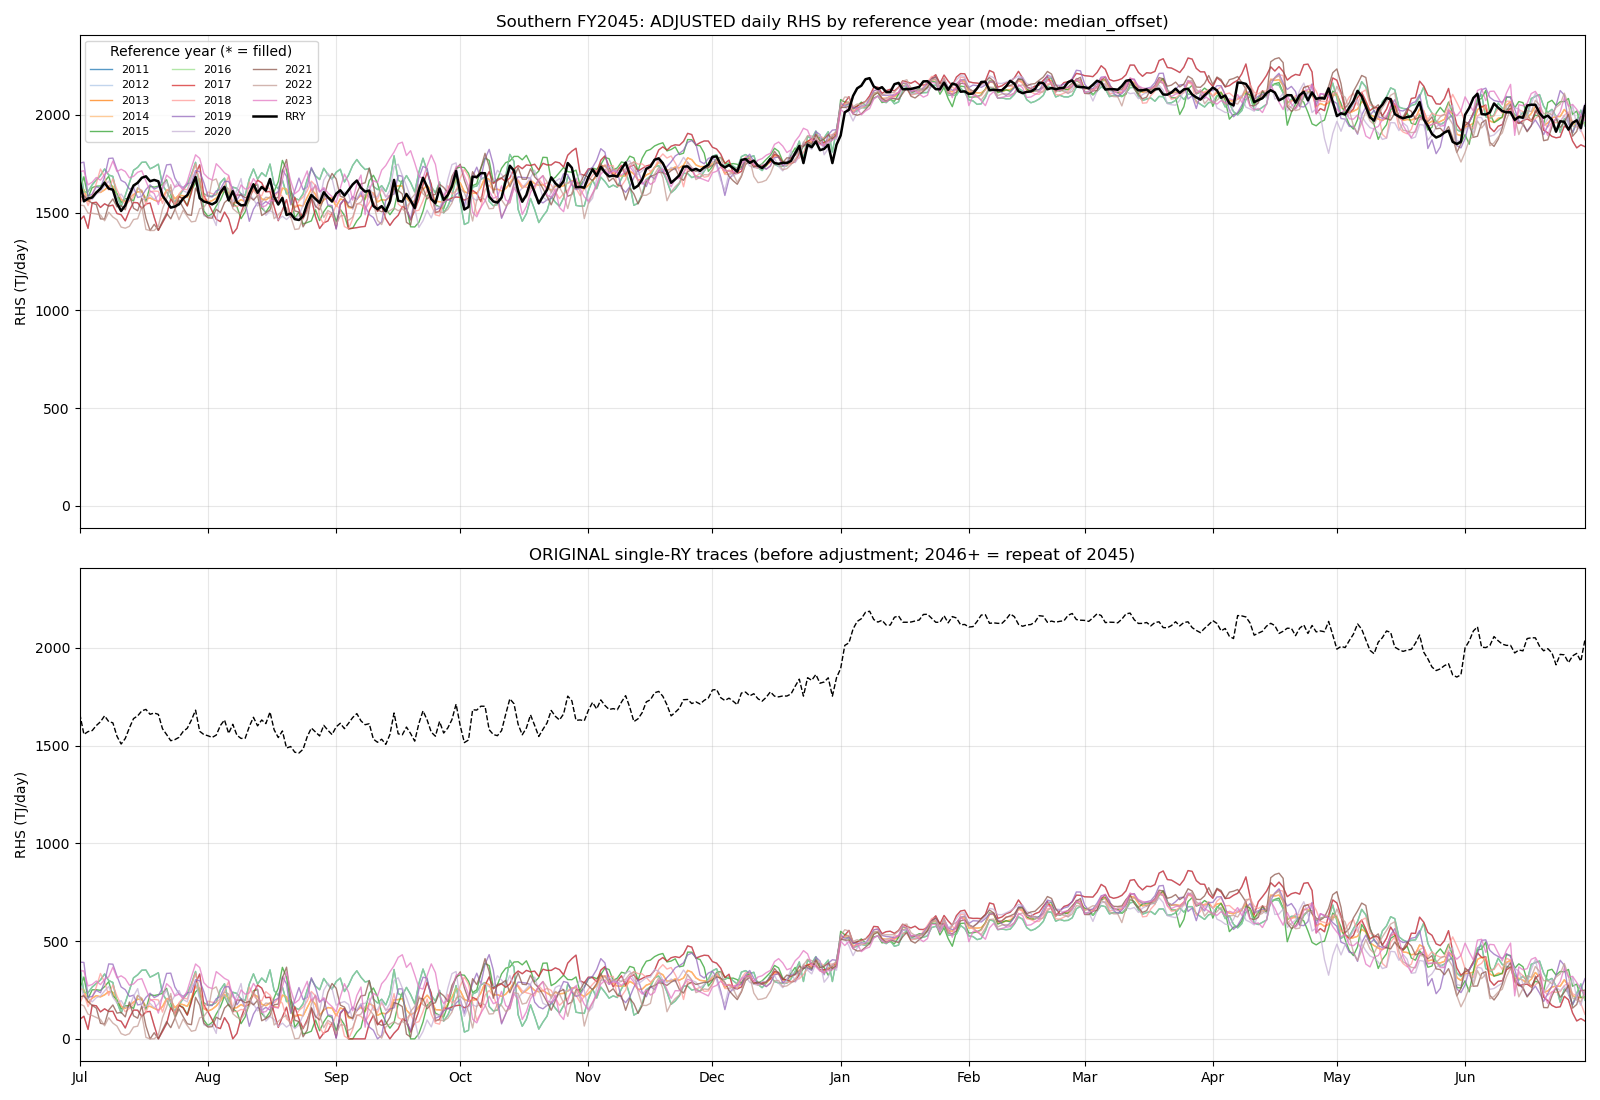 Southern FY2045: ADJUSTED daily RHS by reference year (mode: median_offset)
Reference year (* = filled)
2011 2016 2021
2012 2017 2022
2013 2018 2023
2014 2019 RRY
2015 2020
RHS (TJ/day)
2000
1500
1000
500
0
ORIGINAL single-RY traces (before adjustment; 2046+ = repeat of 2045)
RHS (TJ/day)
2000
1500
1000
500
0
Jul Aug Sep Oct Nov Dec Jan Feb Mar Apr May Jun